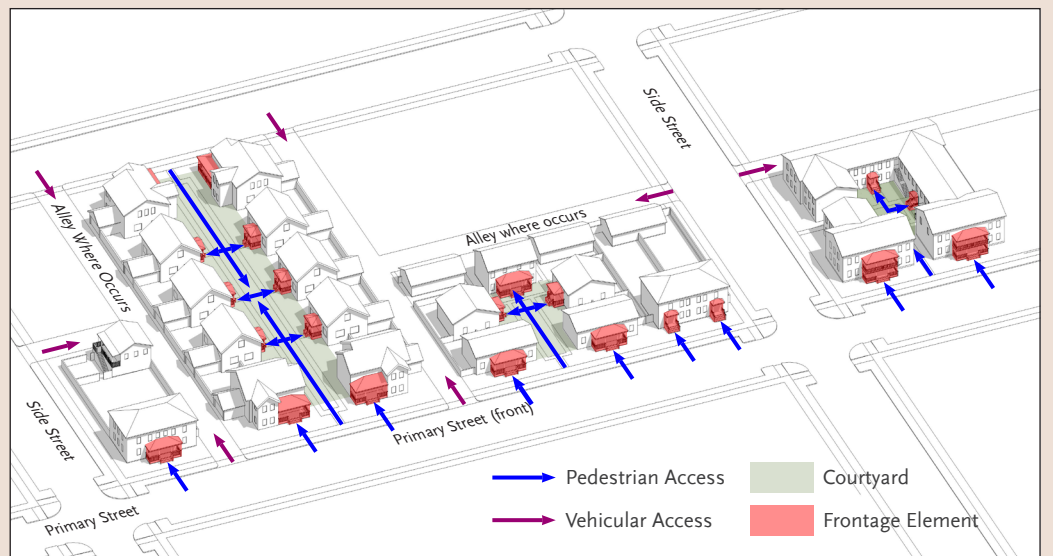 Side Street
Alley Where Occurs
Alley where occurs
Side Street
Primary Street (front)
Primary Street
Pedestrian Access
Courtyard
Vehicular Access
Frontage Element